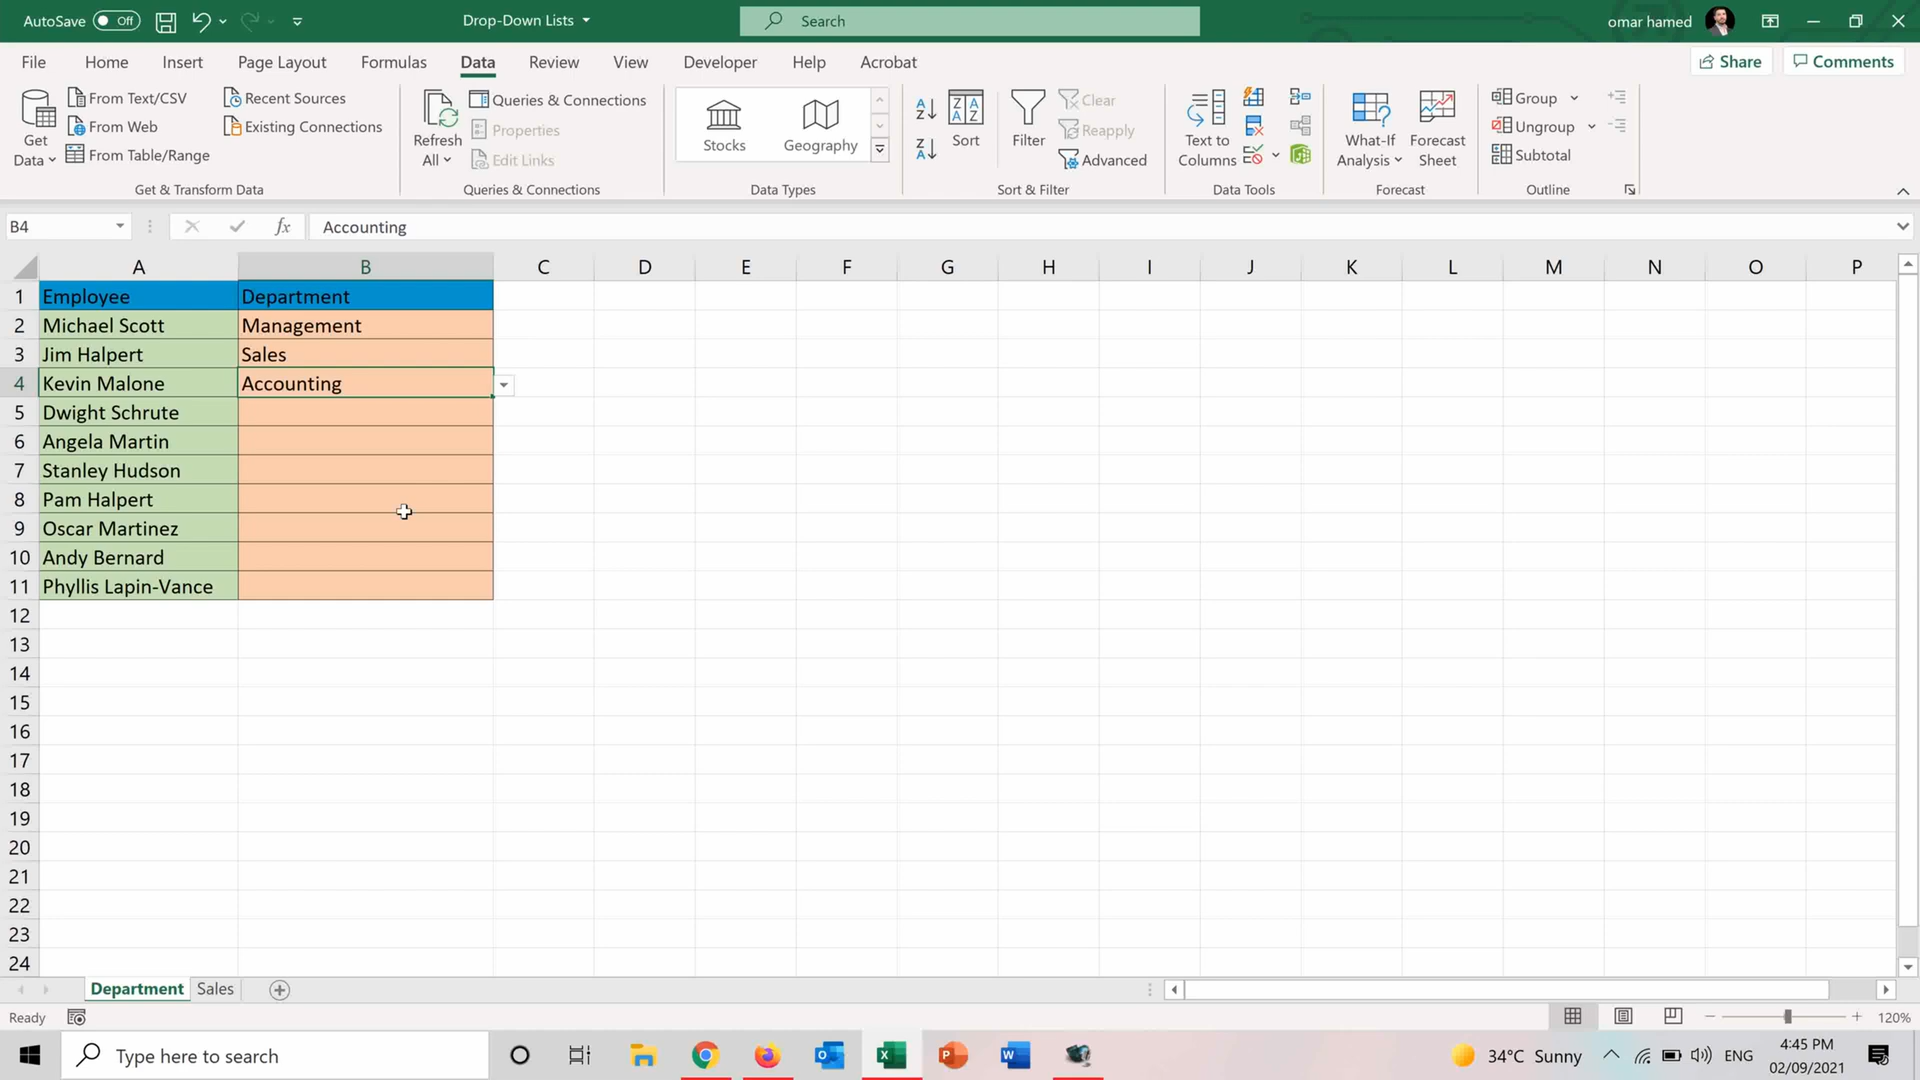 AutoSave Off Drop-Down Lists Search omar hamed
File Home Insert Page Layout Formulas Data Review View Developer Help Acrobat Share Comments
Get Data
From Text/CSV
From Web
From Table/Range
Recent Sources
Existing Connections
Get & Transform Data
Refresh All
Queries & Connections
Properties
Edit Links
Queries & Connections
Stocks Geography
Data Types
Sort
Filter
Clear
Reapply
Advanced
Sort & Filter
Text to Columns
Data Tools
What-If Analysis
Forecast Sheet
Forecast
Group
Ungroup
Subtotal
Outline
B4 fx Accounting
A B C D E F G H I J K L M N O P
1 Employee Department
2 Michael Scott Management
3 Jim Halpert Sales
4 Kevin Malone Accounting
5 Dwight Schrute
6 Angela Martin
7 Stanley Hudson
8 Pam Halpert
9 Oscar Martinez
10 Andy Bernard
11 Phyllis Lapin-Vance
12
13
14
15
16
17
18
19
20
21
22
23
24
Department Sales
Ready 120%
Type here to search 34°C Sunny ENG 4:45 PM
02/09/2021